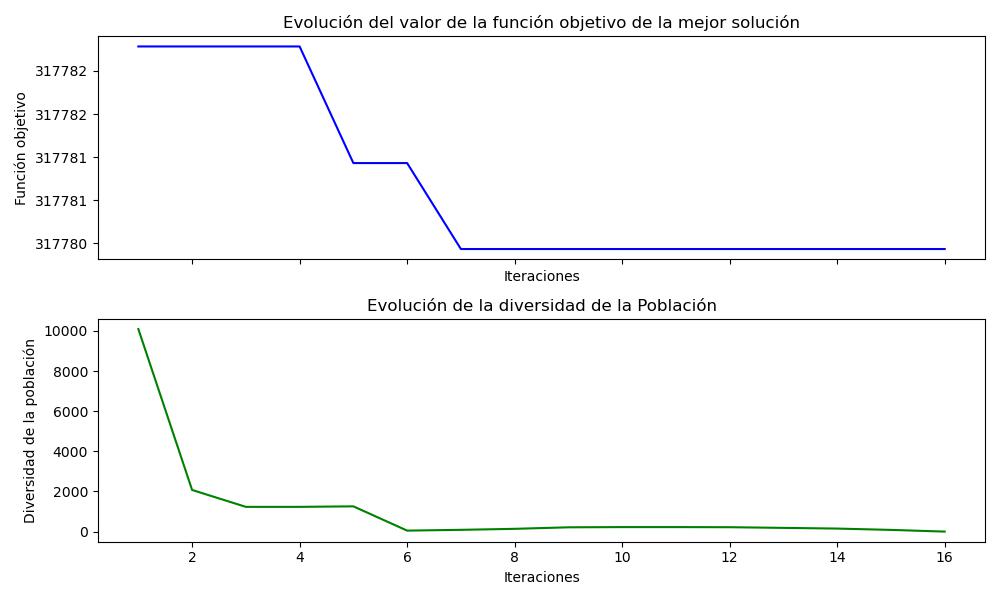 Evolución del valor de la función objetivo de la mejor solución
317782
317782
317781
317781
317780
Función objetivo
Iteraciones
Evolución de la diversidad de la Población
10000
8000
6000
4000
2000
0
Diversidad de la población
2 4 6 8 10 12 14 16
Iteraciones